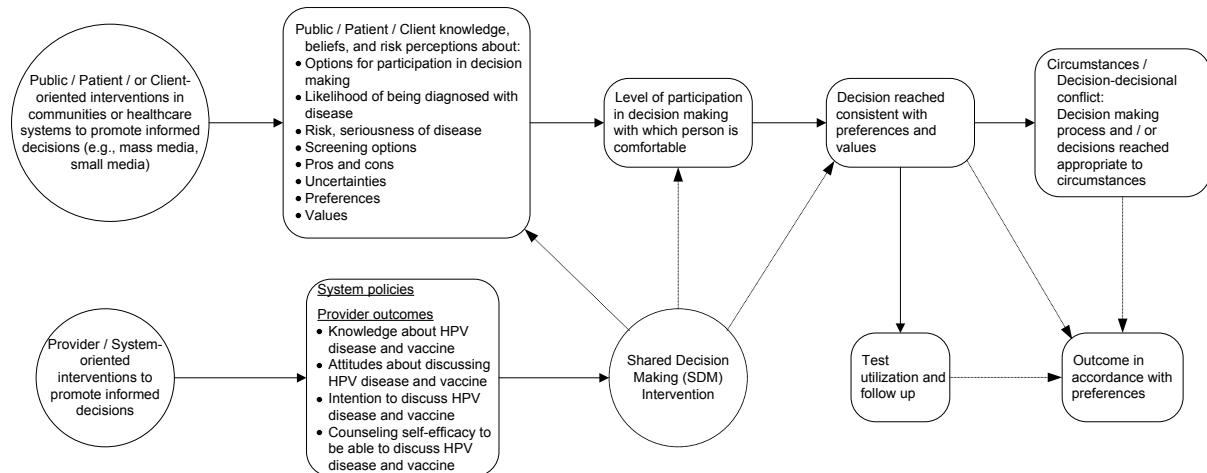 Public / Patient / or Client-
oriented interventions in
communities or healthcare
systems to promote informed
decisions (e.g., mass media,
small media)
Public / Patient / Client knowledge,
beliefs, and risk perceptions about:
• Options for participation in decision
making
• Likelihood of being diagnosed with
disease
• Risk, seriousness of disease
• Screening options
• Pros and cons
• Uncertainties
• Preferences
• Values
Level of participation
in decision making
with which person is
comfortable
Decision reached
consistent with
preferences and
values
Circumstances /
Decision-decisional
conflict:
Decision making
process and / or
decisions reached
appropriate to
circumstances
Provider / System-
oriented
interventions to
promote informed
decisions
System policies
Provider outcomes
• Knowledge about HPV
disease and vaccine
• Attitudes about discussing
HPV disease and vaccine
• Intention to discuss HPV
disease and vaccine
• Counseling self-efficacy to
be able to discuss HPV
disease and vaccine
Shared Decision
Making (SDM)
Intervention
Test
utilization and
follow up
Outcome in
accordance with
preferences